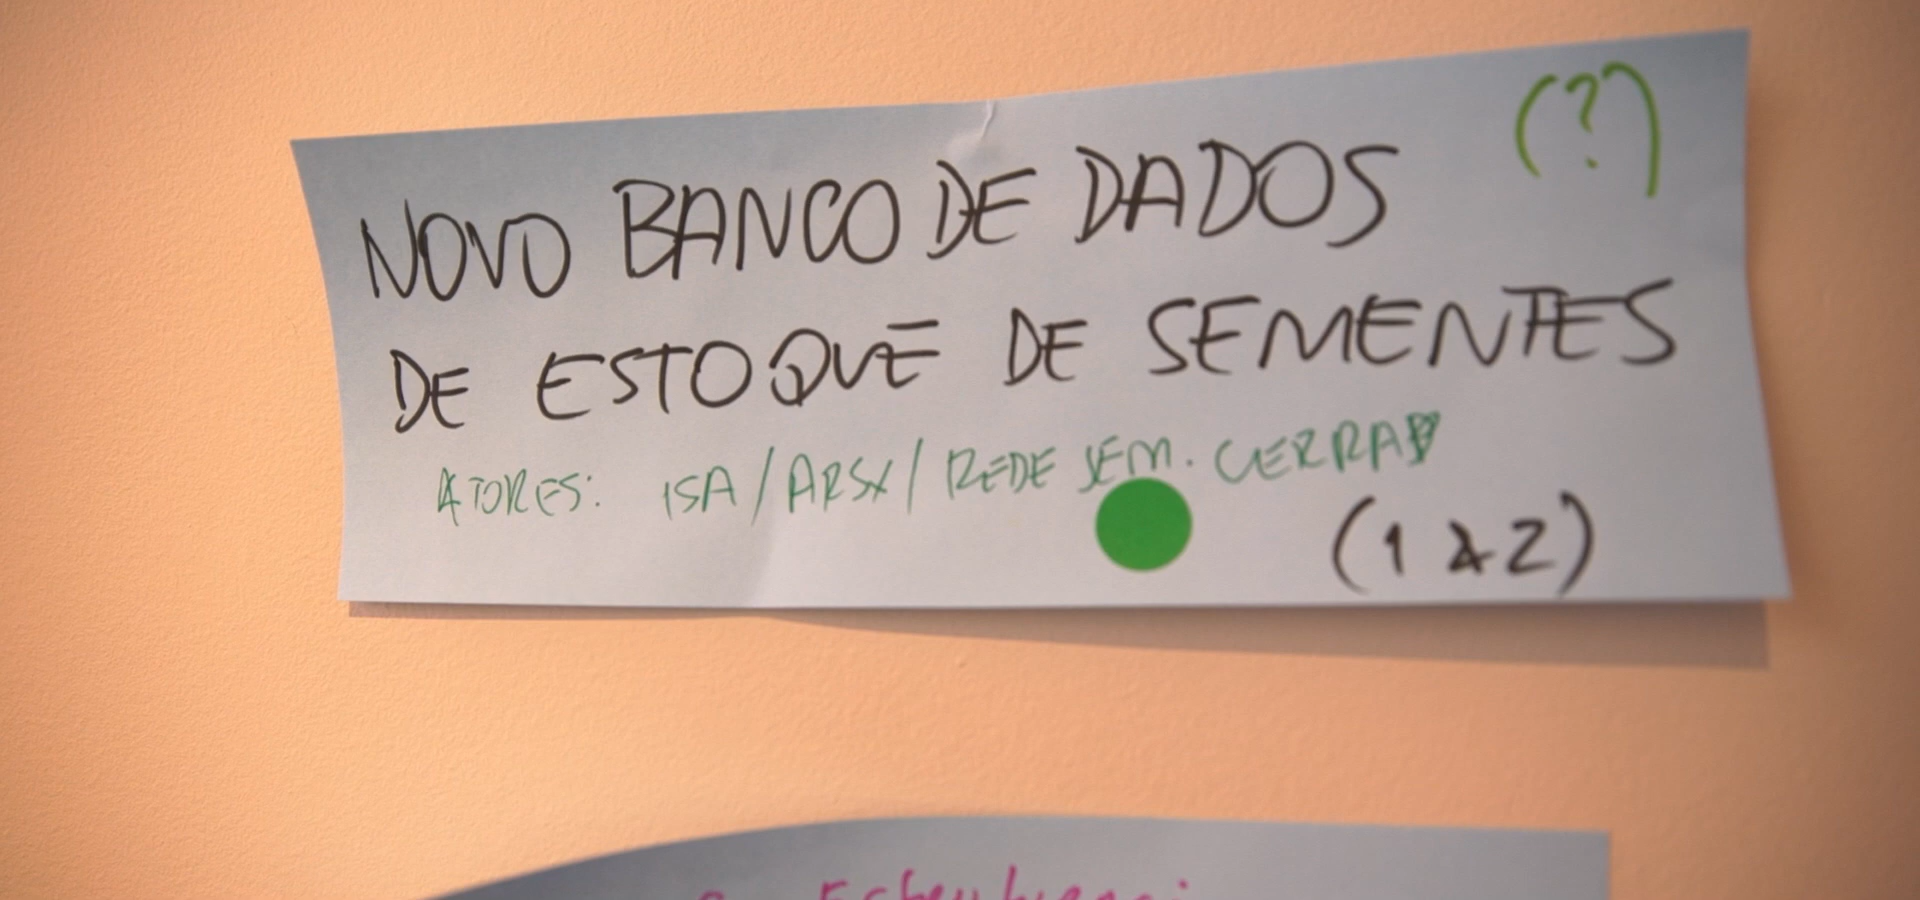 (?)
NOVO BANCO DE DADOS
DE ESTOQUE DE SEMENTES
ATORES: ISA/ARSX/REDE SEM. CERRADO
(1 A 2)